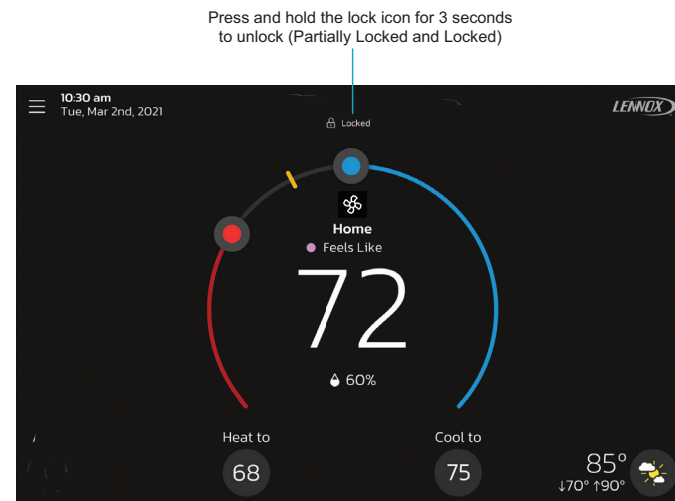 Press and hold the lock icon for 3 seconds
to unlock (Partially Locked and Locked)
10:30 am
Tue, Mar 2nd, 2021
LENNOX
Locked
Home
Feels Like
72
60%
Heat to
Cool to
68
75
85°
↓70° ↑90°